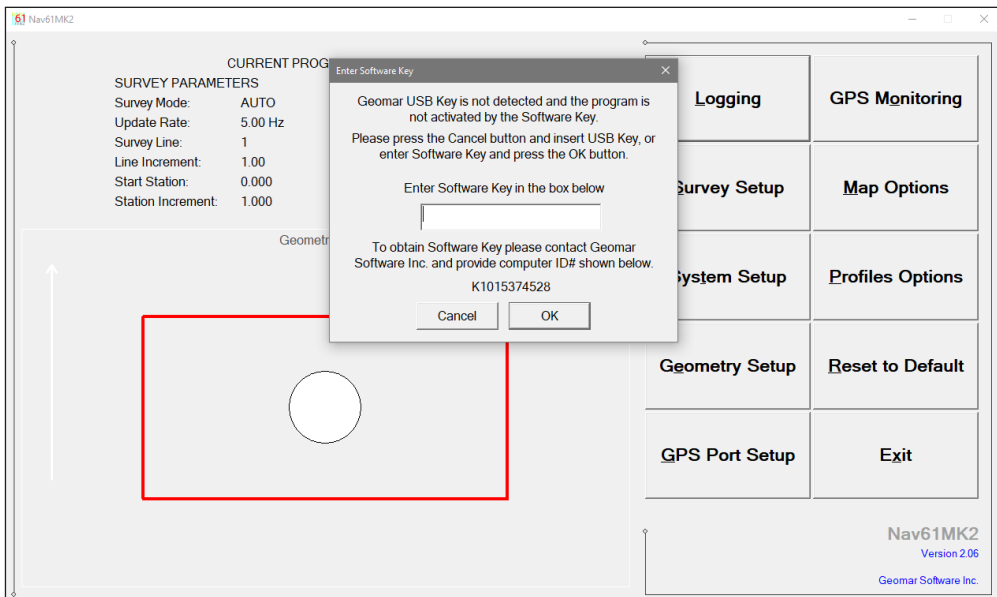 61 Nav61MK2
CURRENT PROG
SURVEY PARAMETERS
Survey Mode: AUTO
Update Rate: 5.00 Hz
Survey Line: 1
Line Increment: 1.00
Start Station: 0.000
Station Increment: 1.000
Geometr
Enter Software Key
Geomar USB Key is not detected and the program is
not activated by the Software Key.
Please press the Cancel button and insert USB Key, or
enter Software Key and press the OK button.
Enter Software Key in the box below
To obtain Software Key please contact Geomar
Software Inc. and provide computer ID# shown below.
K1015374528
Cancel OK
Logging GPS Monitoring
Survey Setup Map Options
System Setup Profiles Options
Geometry Setup Reset to Default
GPS Port Setup Exit
Nav61MK2
Version 2.06
Geomar Software Inc.